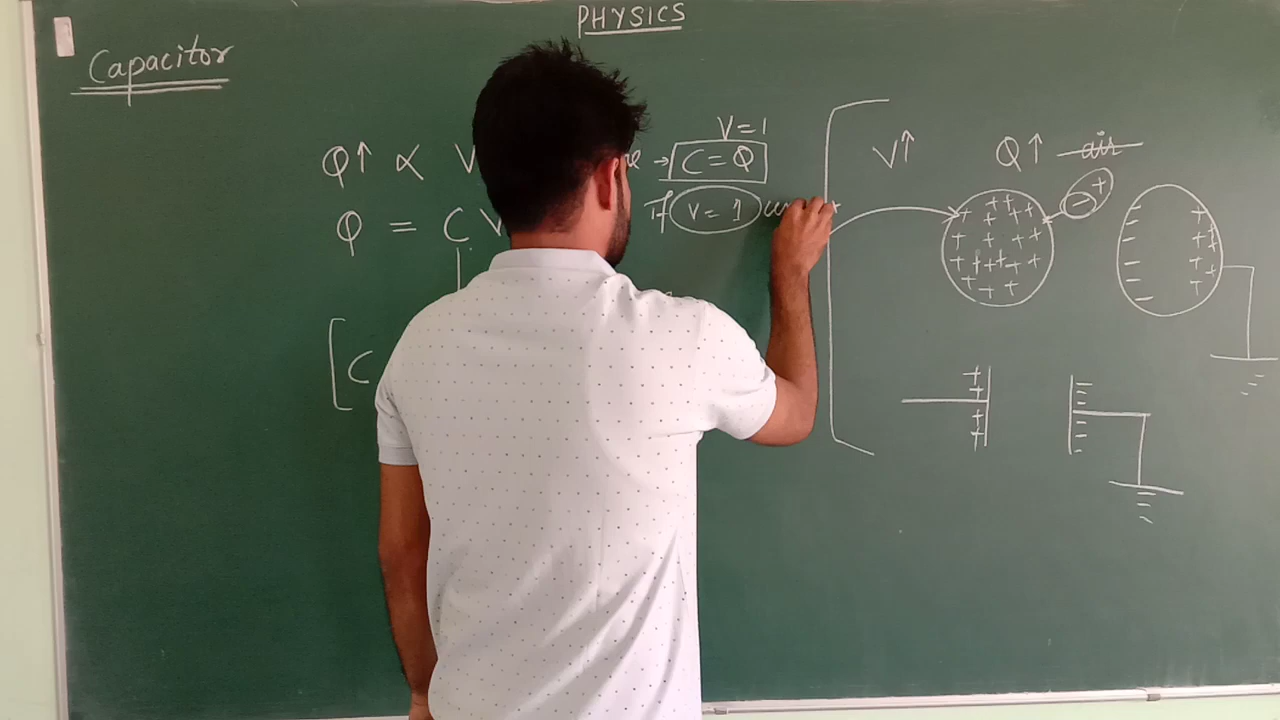 PHYSICS
Capacitor
Q↑ ∝ V
Q = C V
[C
V = 1
→ C = Q
If V = 1
V↑ Q↑ air